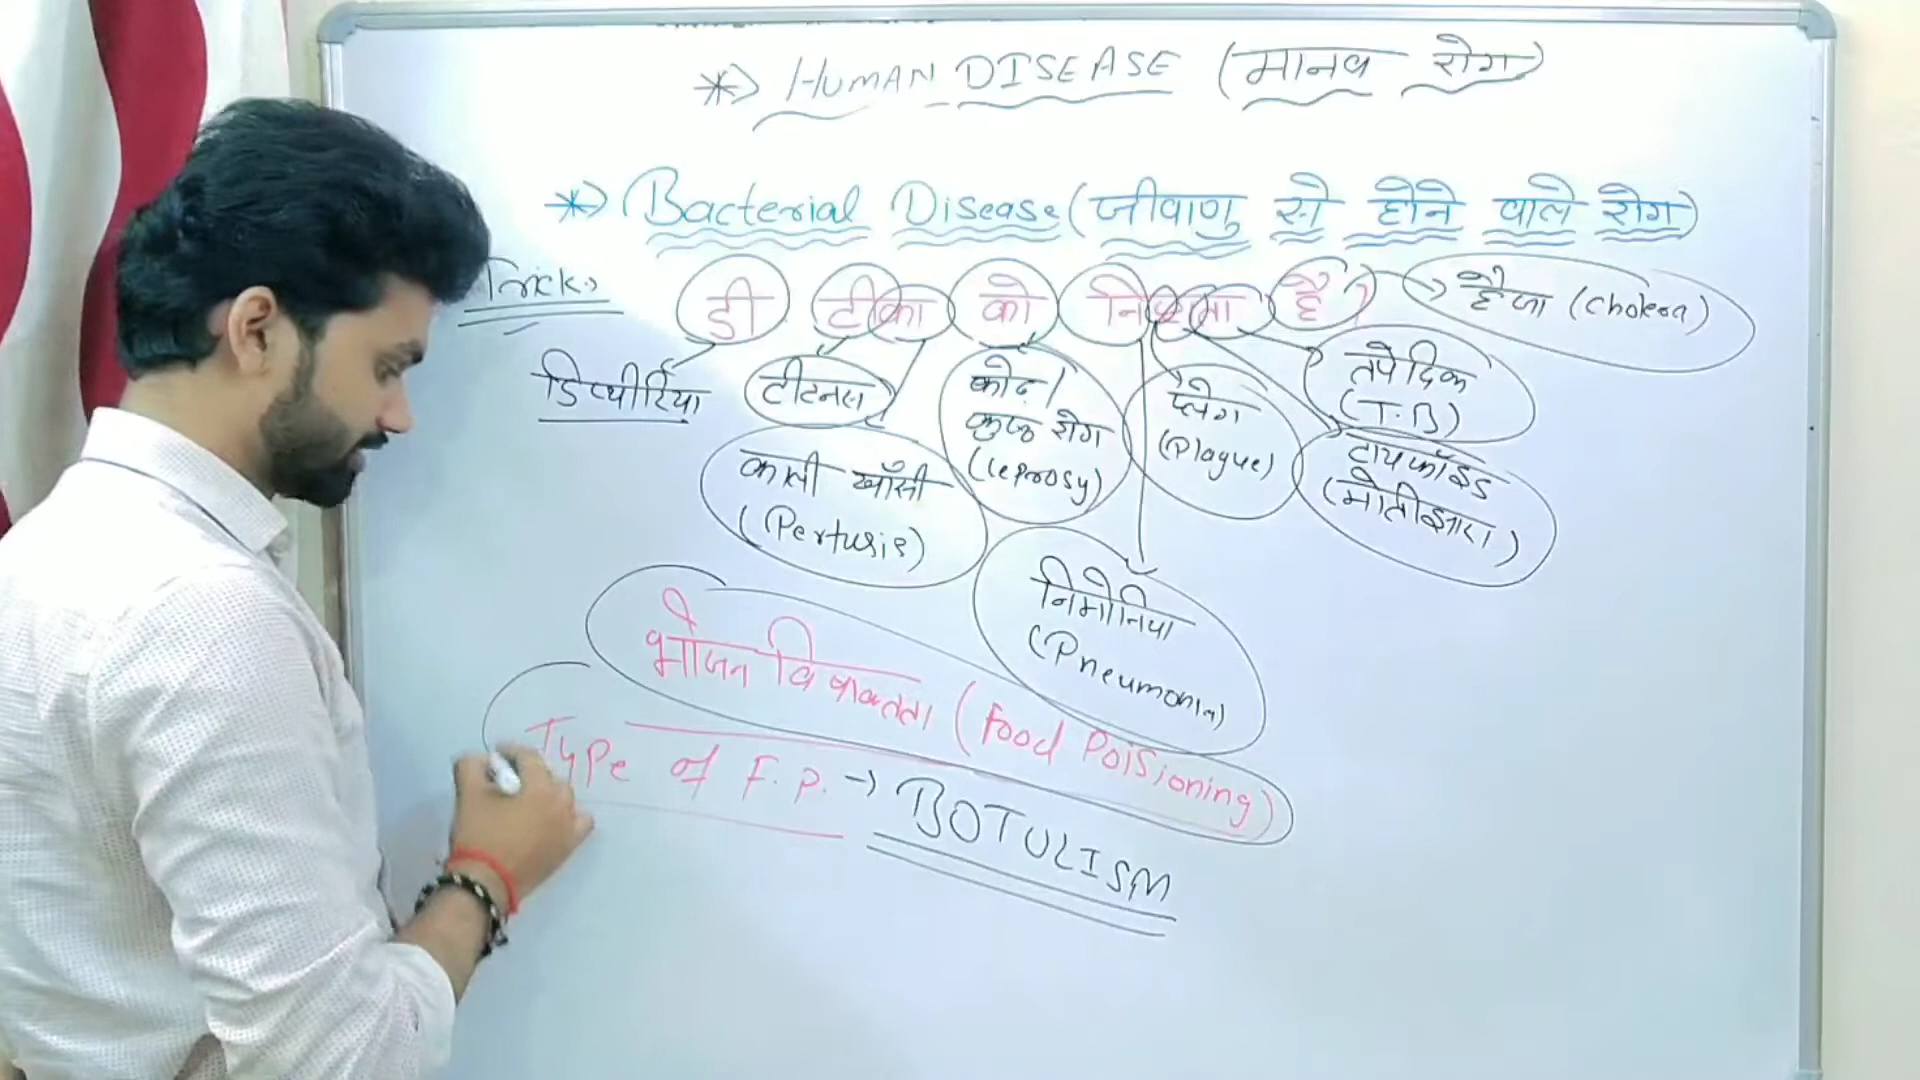 *> HUMAN DISEASE (मानव रोग)
*> Bacterial Disease (जीवाणु से होने वाले रोग)
Trick:
डी टी का को नि ता है,
→ हैजा (Cholera)
डिप्थीरिया
टीटनस
काली खाँसी
(Pertusis)
कोढ़ /
कुष्ठ रोग
(leprosy)
प्लेग
(Plague)
तपेदिक
(T.B)
टायफॉइड
(मोतीझारा)
निमोनिया
(Pneumonia)
भोजन विषाक्तता (Food Poisioning)
Type of F.P. → BOTULISM